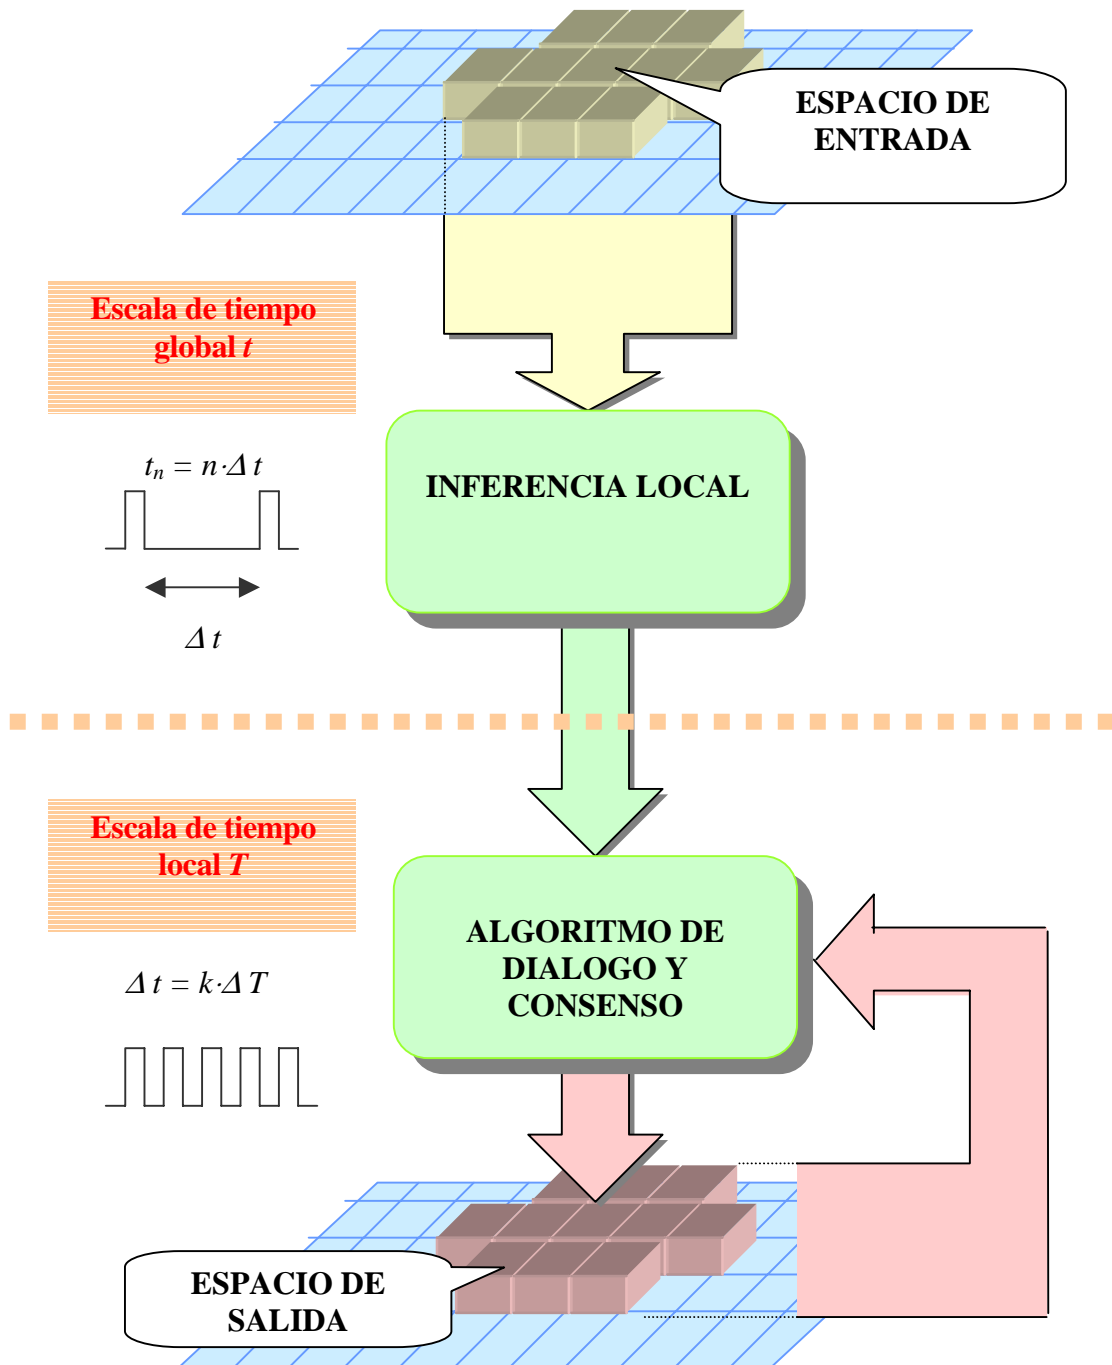 ESPACIO DE
ENTRADA
Escala de tiempo
global t
tₙ = n·Δ t
Δ t
INFERENCIA LOCAL
Escala de tiempo
local T
Δ t = k·Δ T
ALGORITMO DE
DIALOGO Y
CONSENSO
ESPACIO DE
SALIDA